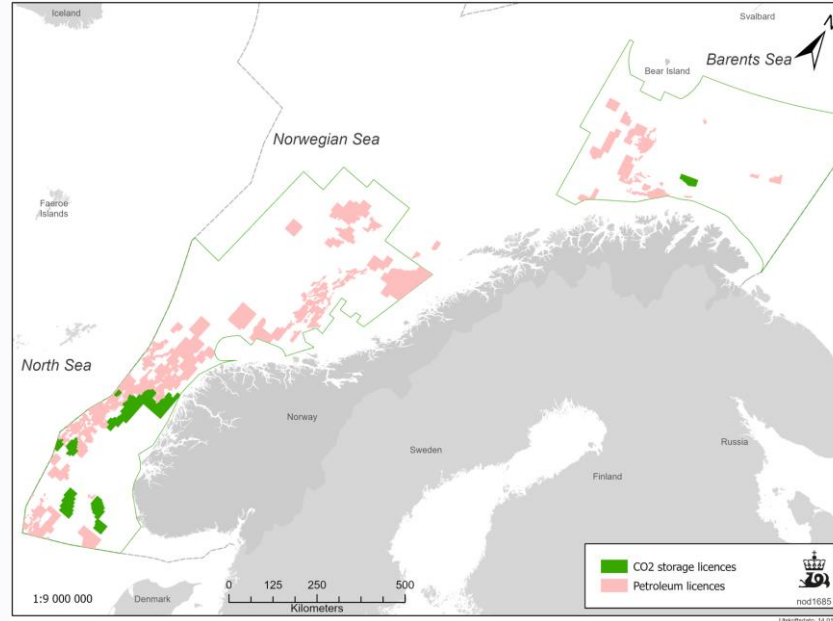 Iceland
Svalbard
N
Barents Sea
Bear Island
Norwegian Sea
Faeroe
Islands
North Sea
Norway
Sweden
Finland
Russia
Denmark
1:9 000 000
0 125 250 500
Kilometers
CO2 storage licences
Petroleum licences
nod1685